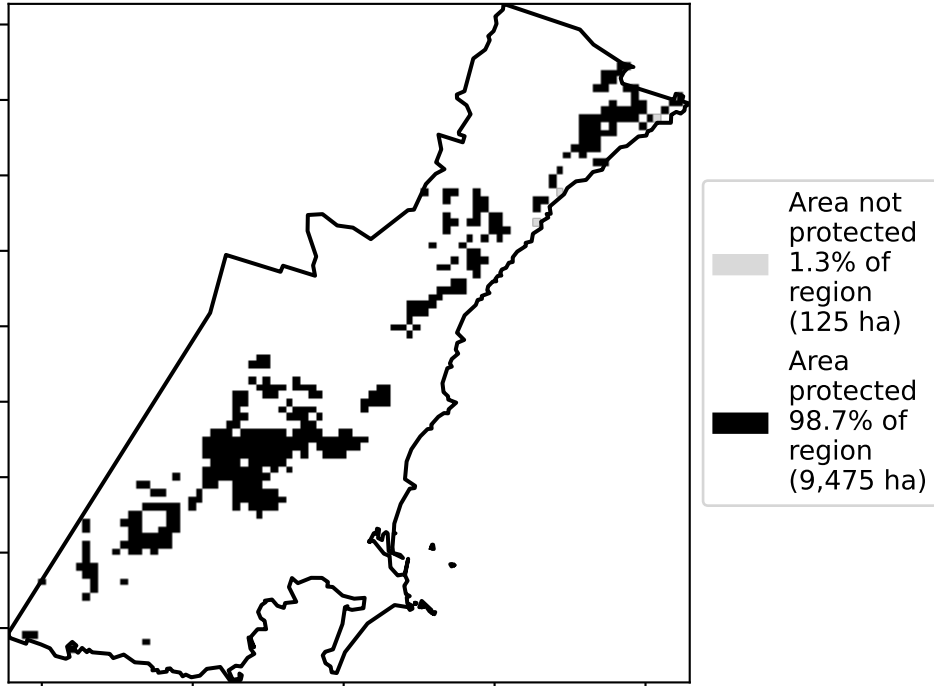 Area not
protected
1.3% of
region
(125 ha)
Area
protected
98.7% of
region
(9,475 ha)